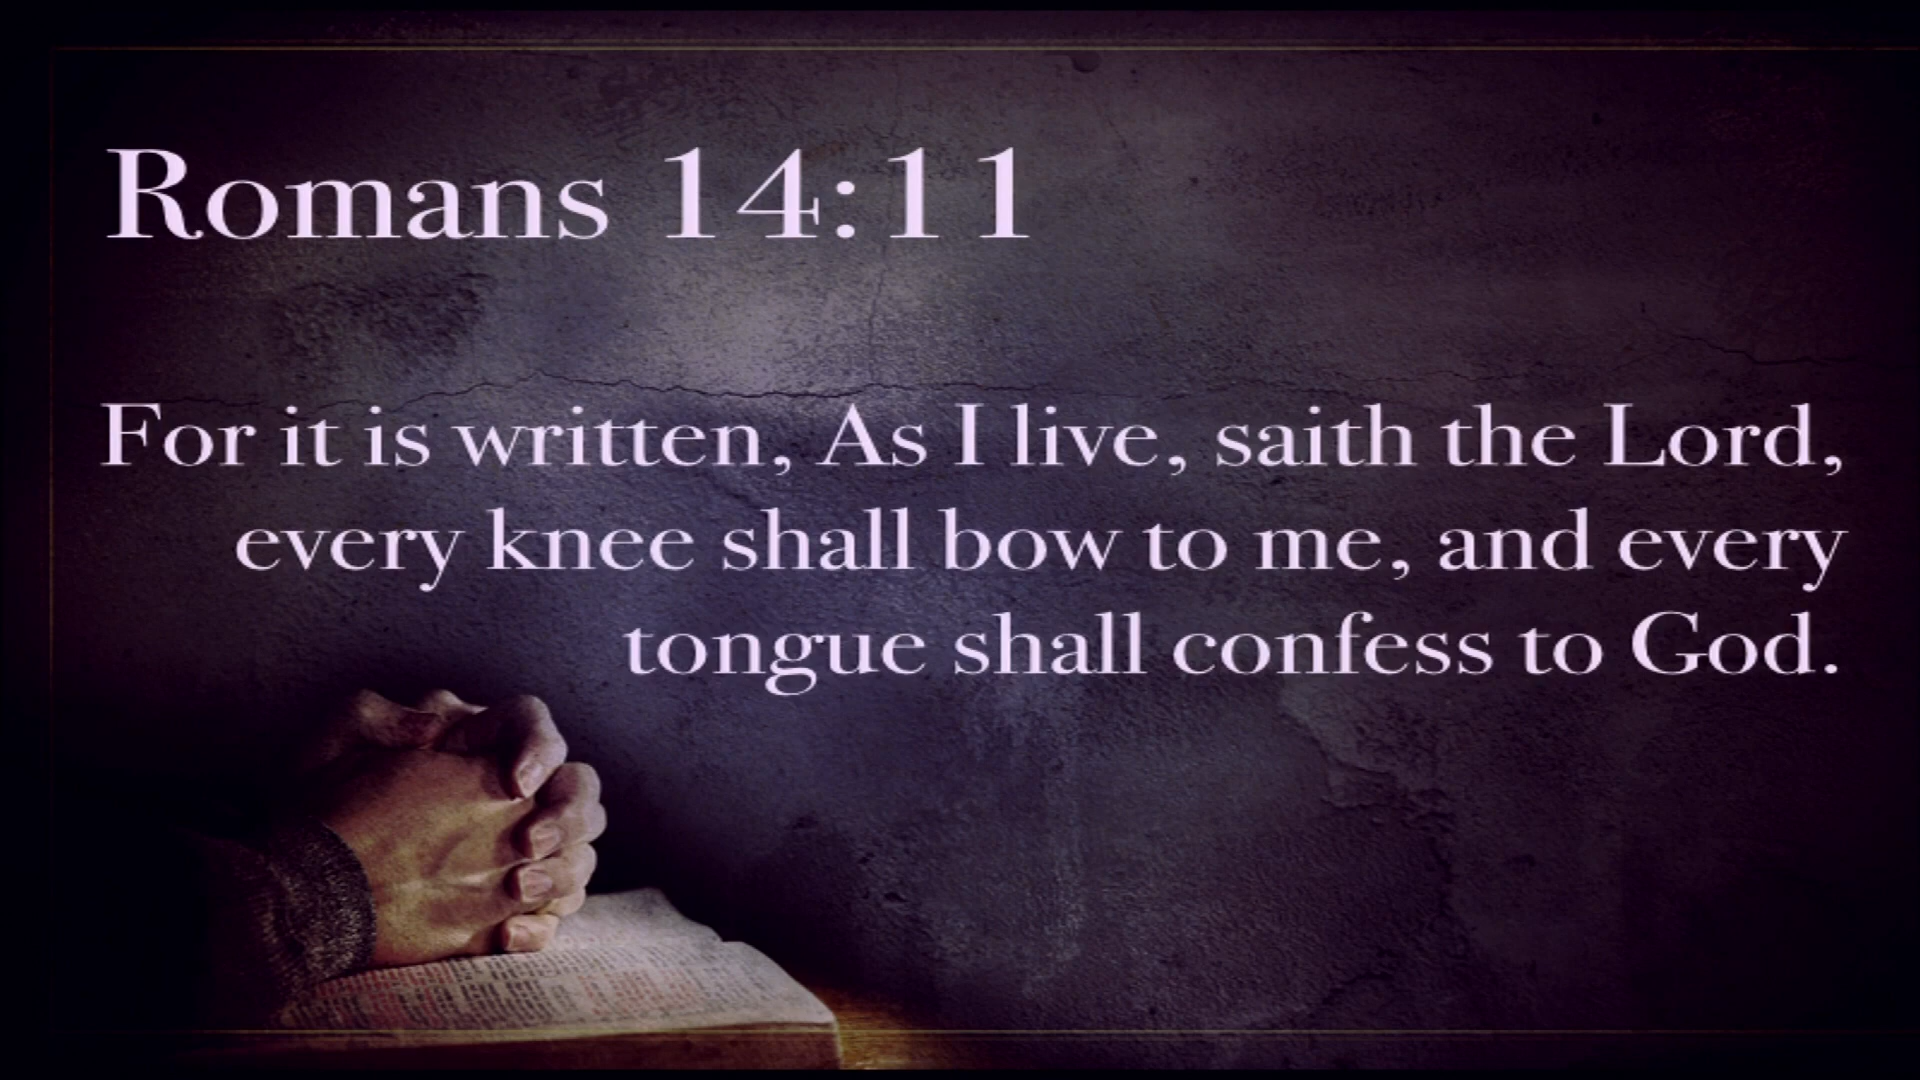 Romans 14:11
For it is written, As I live, saith the Lord,
every knee shall bow to me, and every
tongue shall confess to God.